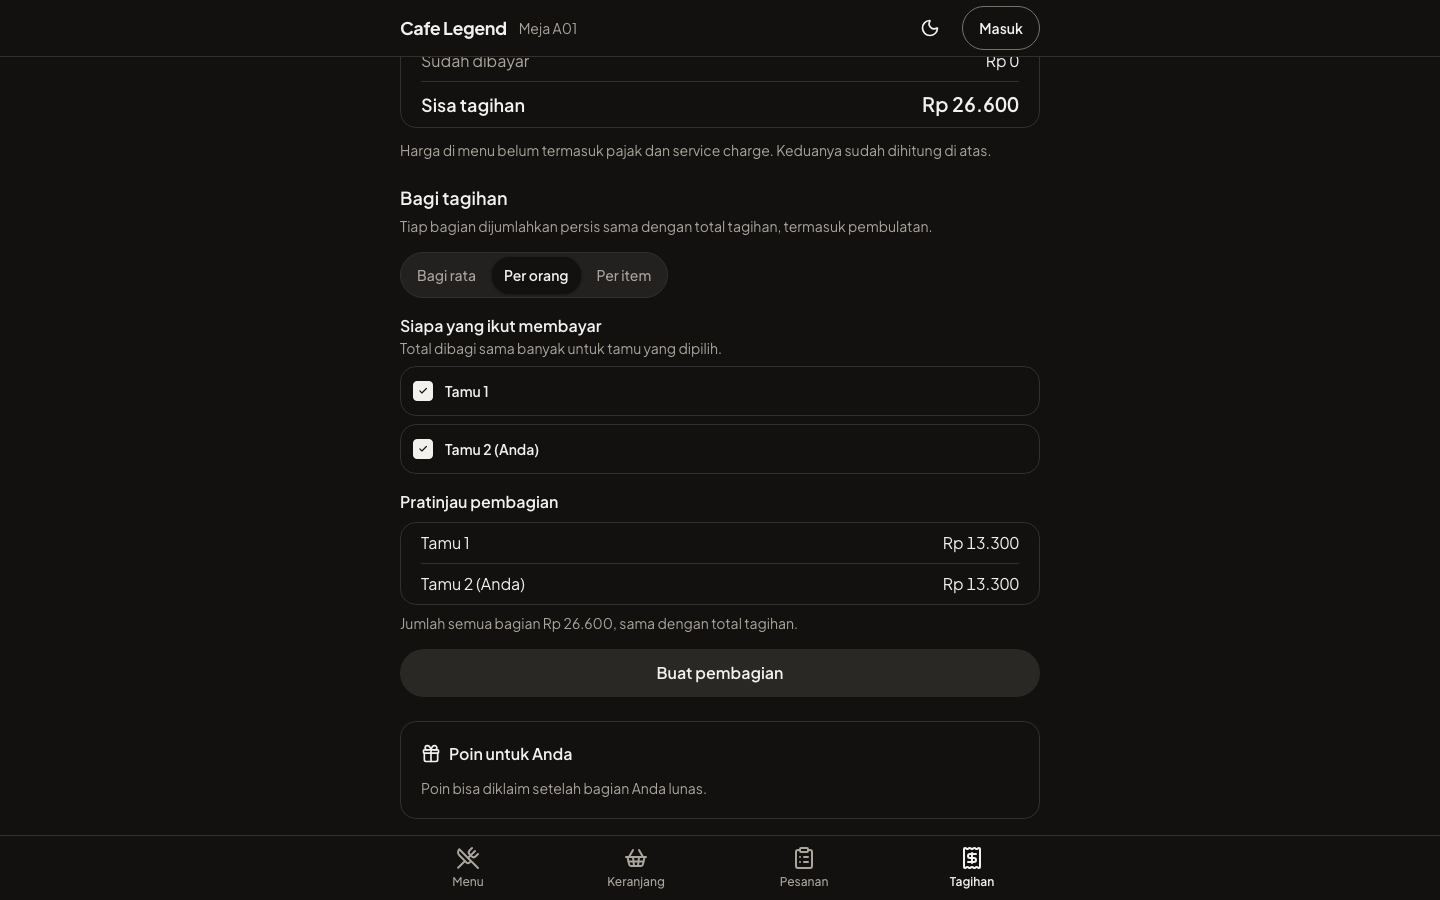 Cafe Legend Meja A01 Masuk
Sudah dibayar Rp 0
Sisa tagihan Rp 26.600
Harga di menu belum termasuk pajak dan service charge. Keduanya sudah dihitung di atas.
Bagi tagihan
Tiap bagian dijumlahkan persis sama dengan total tagihan, termasuk pembulatan.
Bagi rata Per orang Per item
Siapa yang ikut membayar
Total dibagi sama banyak untuk tamu yang dipilih.
Tamu 1
Tamu 2 (Anda)
Pratinjau pembagian
Tamu 1 Rp 13.300
Tamu 2 (Anda) Rp 13.300
Jumlah semua bagian Rp 26.600, sama dengan total tagihan.
Buat pembagian
Poin untuk Anda
Poin bisa diklaim setelah bagian Anda lunas.
Menu Keranjang Pesanan Tagihan